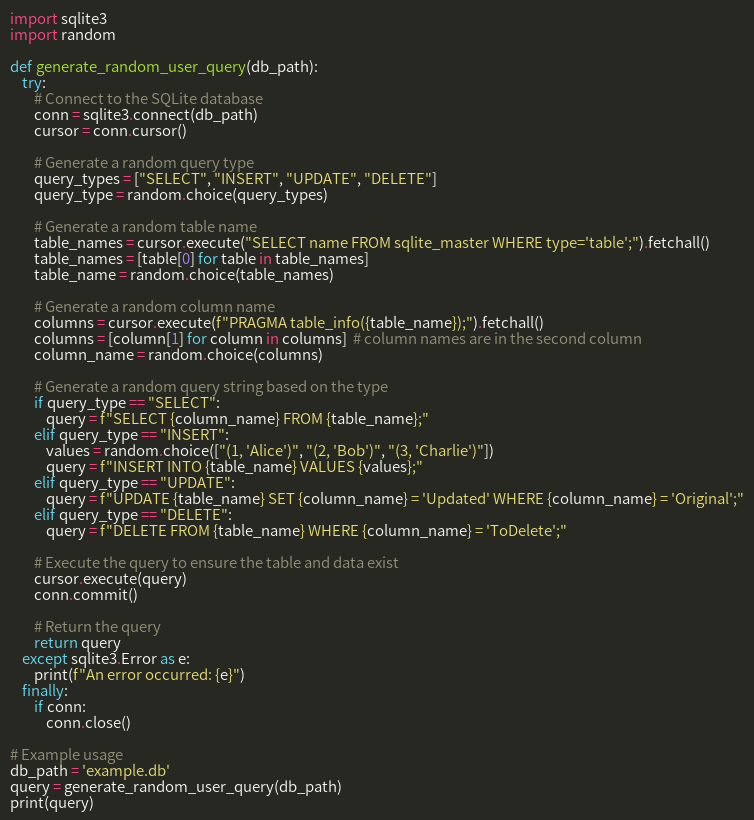 import sqlite3
import random

def generate_random_user_query(db_path):
    try:
        # Connect to the SQLite database
        conn = sqlite3.connect(db_path)
        cursor = conn.cursor()

        # Generate a random query type
        query_types = ["SELECT", "INSERT", "UPDATE", "DELETE"]
        query_type = random.choice(query_types)

        # Generate a random table name
        table_names = cursor.execute("SELECT name FROM sqlite_master WHERE type='table';").fetchall()
        table_names = [table[0] for table in table_names]
        table_name = random.choice(table_names)

        # Generate a random column name
        columns = cursor.execute(f"PRAGMA table_info({table_name});").fetchall()
        columns = [column[1] for column in columns]  # column names are in the second column
        column_name = random.choice(columns)

        # Generate a random query string based on the type
        if query_type == "SELECT":
            query = f"SELECT {column_name} FROM {table_name};"
        elif query_type == "INSERT":
            values = random.choice(["(1, 'Alice')", "(2, 'Bob')", "(3, 'Charlie')"])
            query = f"INSERT INTO {table_name} VALUES {values};"
        elif query_type == "UPDATE":
            query = f"UPDATE {table_name} SET {column_name} = 'Updated' WHERE {column_name} = 'Original';"
        elif query_type == "DELETE":
            query = f"DELETE FROM {table_name} WHERE {column_name} = 'ToDelete';"

        # Execute the query to ensure the table and data exist
        cursor.execute(query)
        conn.commit()

        # Return the query
        return query
    except sqlite3.Error as e:
        print(f"An error occurred: {e}")
    finally:
        if conn:
            conn.close()

# Example usage
db_path = 'example.db'
query = generate_random_user_query(db_path)
print(query)